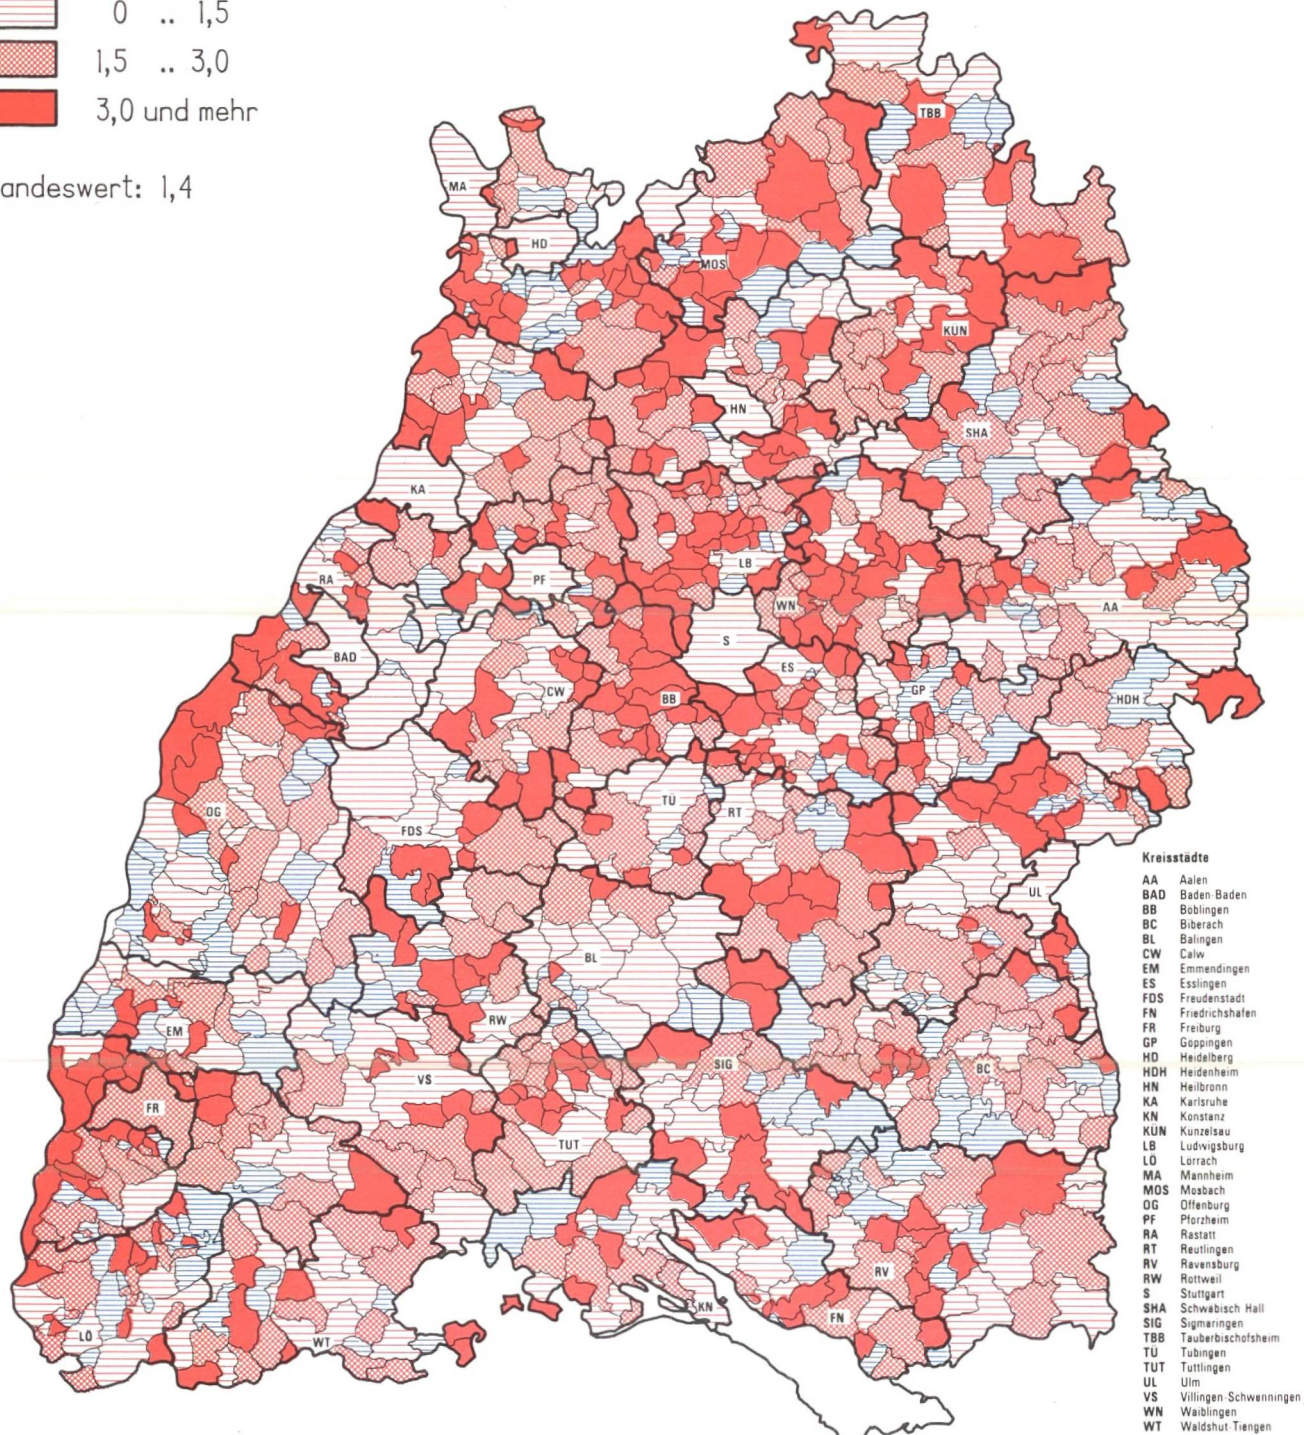 0 .. 1,5
1,5 .. 3,0
3,0 und mehr
andeswert: 1,4
TBB
MA
HD
MOS
KÜN
HN
SHA
KA
LB
PF
RA
WN
AA
S
BAD
ES
CW
BB
GP
HDH
TÜ
RT
OG
FDS
UL
BL
RW
EM
SIG
BC
VS
FR
TUT
RV
KN
FN
LÖ
WT
Kreisstädte
AA Aalen
BAD Baden-Baden
BB Böblingen
BC Biberach
BL Balingen
CW Calw
EM Emmendingen
ES Esslingen
FDS Freudenstadt
FN Friedrichshafen
FR Freiburg
GP Göppingen
HD Heidelberg
HDH Heidenheim
HN Heilbronn
KA Karlsruhe
KN Konstanz
KÜN Künzelsau
LB Ludwigsburg
LÖ Lörrach
MA Mannheim
MOS Mosbach
OG Offenburg
PF Pforzheim
RA Rastatt
RT Reutlingen
RV Ravensburg
RW Rottweil
S Stuttgart
SHA Schwäbisch Hall
SIG Sigmaringen
TBB Tauberbischofsheim
TÜ Tübingen
TUT Tuttlingen
UL Ulm
VS Villingen-Schwenningen
WN Waiblingen
WT Waldshut-Tiengen